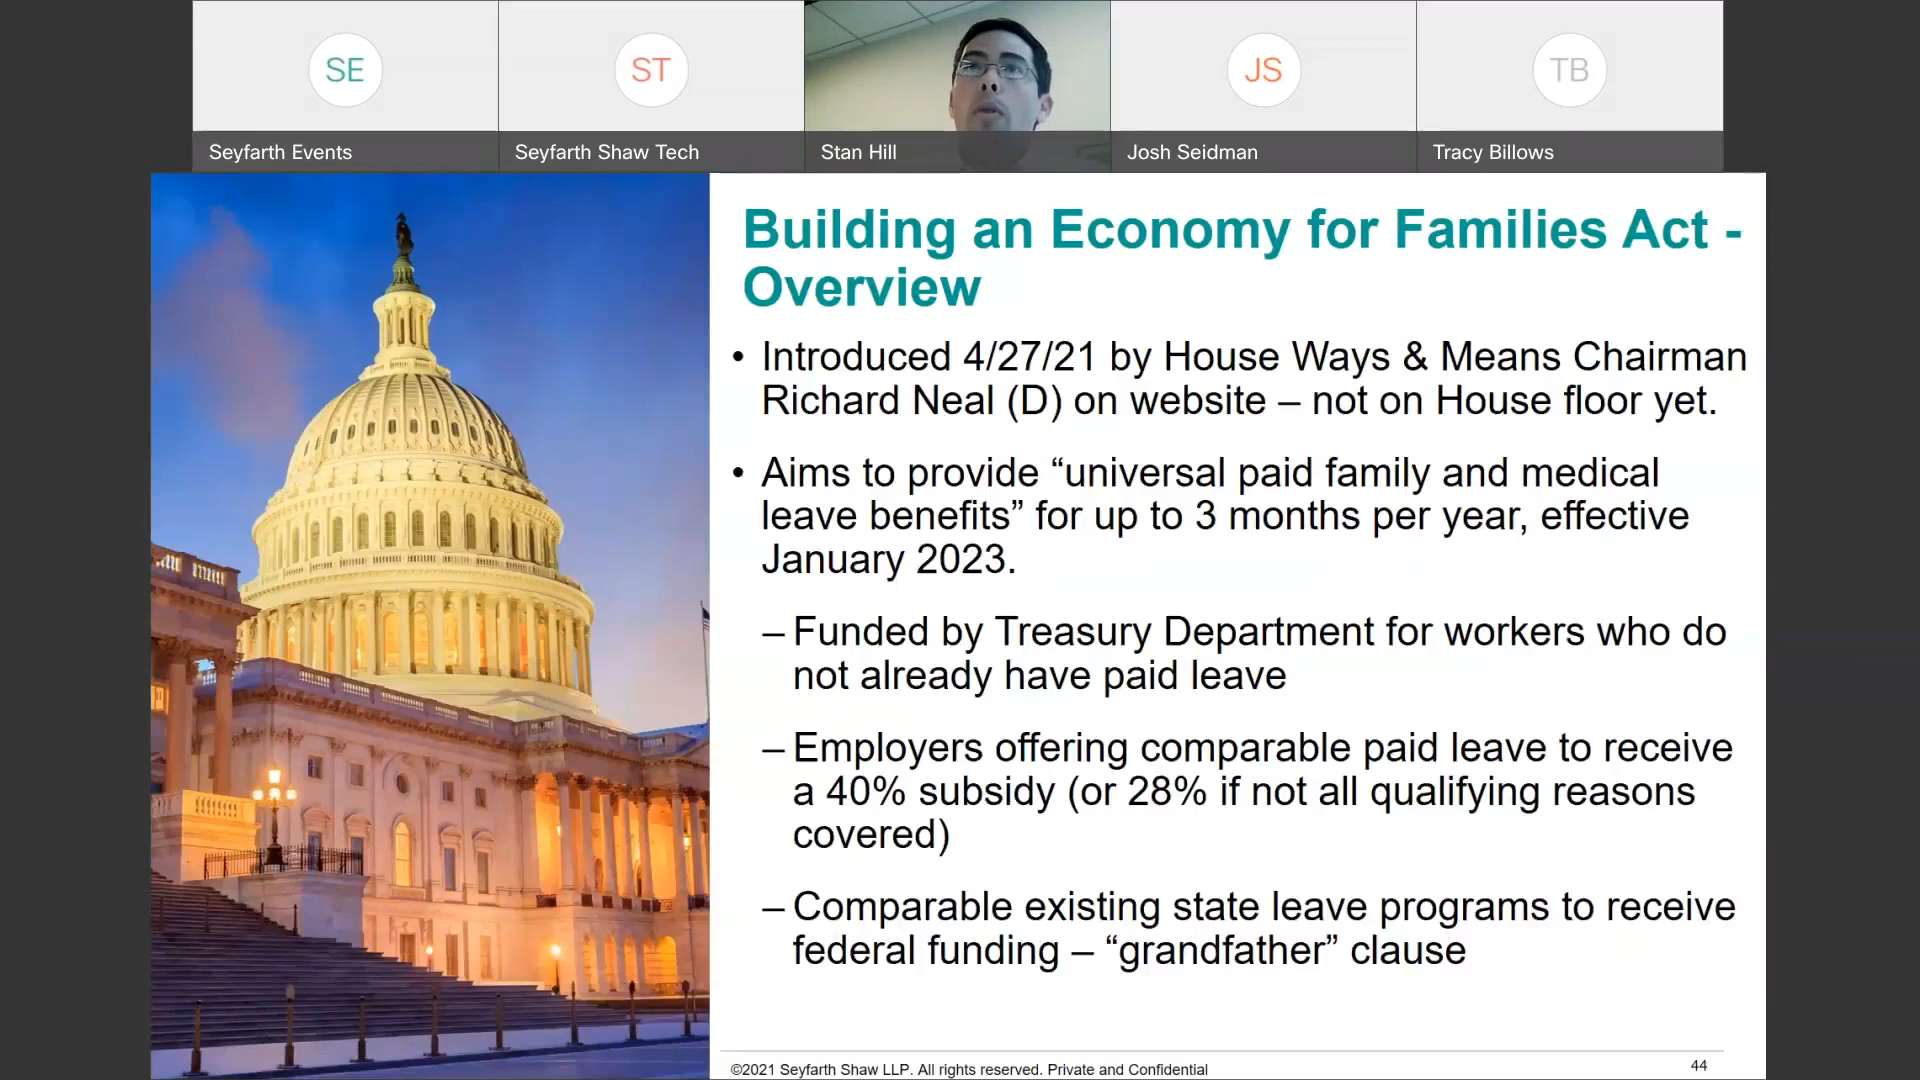 SE
ST
JS
TB
Seyfarth Events
Seyfarth Shaw Tech
Stan Hill
Josh Seidman
Tracy Billows
Building an Economy for Families Act -
Overview
• Introduced 4/27/21 by House Ways & Means Chairman
Richard Neal (D) on website – not on House floor yet.
• Aims to provide “universal paid family and medical
leave benefits” for up to 3 months per year, effective
January 2023.
– Funded by Treasury Department for workers who do
not already have paid leave
– Employers offering comparable paid leave to receive
a 40% subsidy (or 28% if not all qualifying reasons
covered)
– Comparable existing state leave programs to receive
federal funding – “grandfather” clause
©2021 Seyfarth Shaw LLP. All rights reserved. Private and Confidential
44